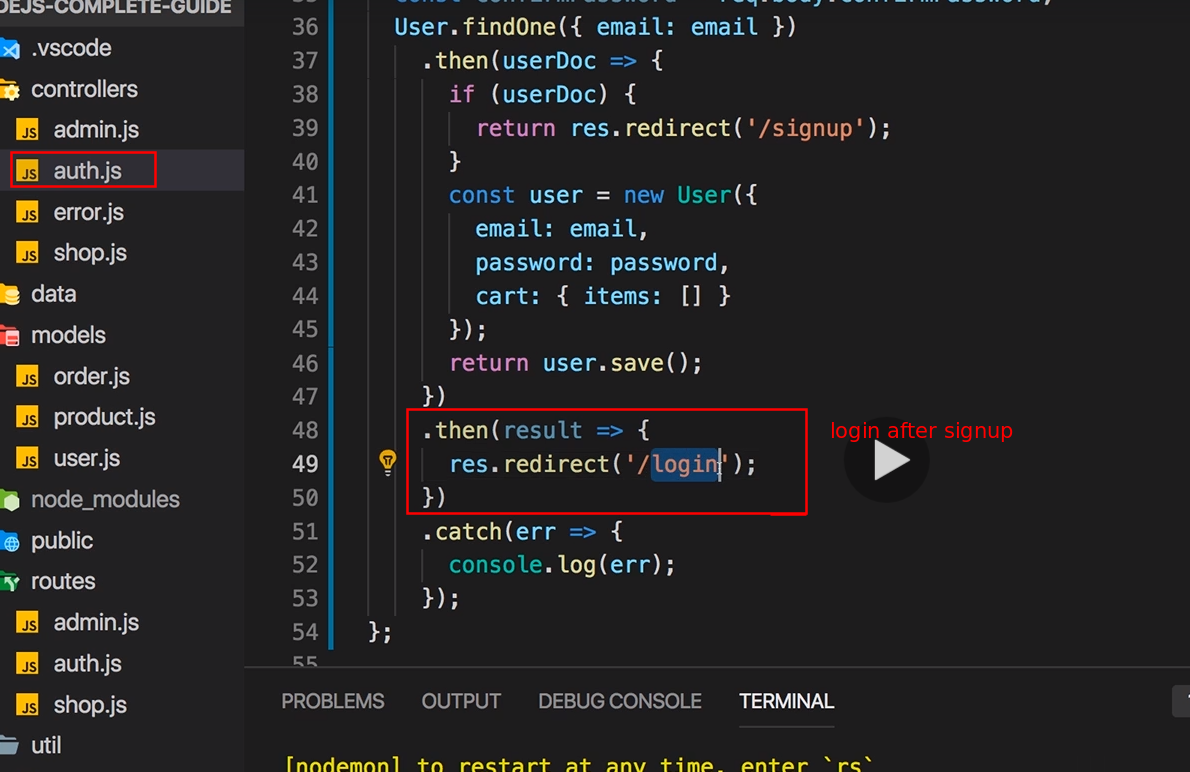 DEJS-COMPLETE-GUIDE
.vscode
controllers
JS admin.js
JS auth.js
JS error.js
JS shop.js
data
models
JS order.js
JS product.js
JS user.js
node_modules
public
routes
JS admin.js
JS auth.js
JS shop.js
util
36 User.findOne({ email: email })
37 .then(userDoc => {
38 if (userDoc) {
39 return res.redirect('/signup');
40 }
41 const user = new User({
42 email: email,
43 password: password,
44 cart: { items: [] }
45 });
46 return user.save();
47 })
48 .then(result => {
49 res.redirect('/login');
50 })
51 .catch(err => {
52 console.log(err);
53 });
54 };
55
login after signup
PROBLEMS OUTPUT DEBUG CONSOLE TERMINAL
[nodemon] to restart at any time, enter `rs`